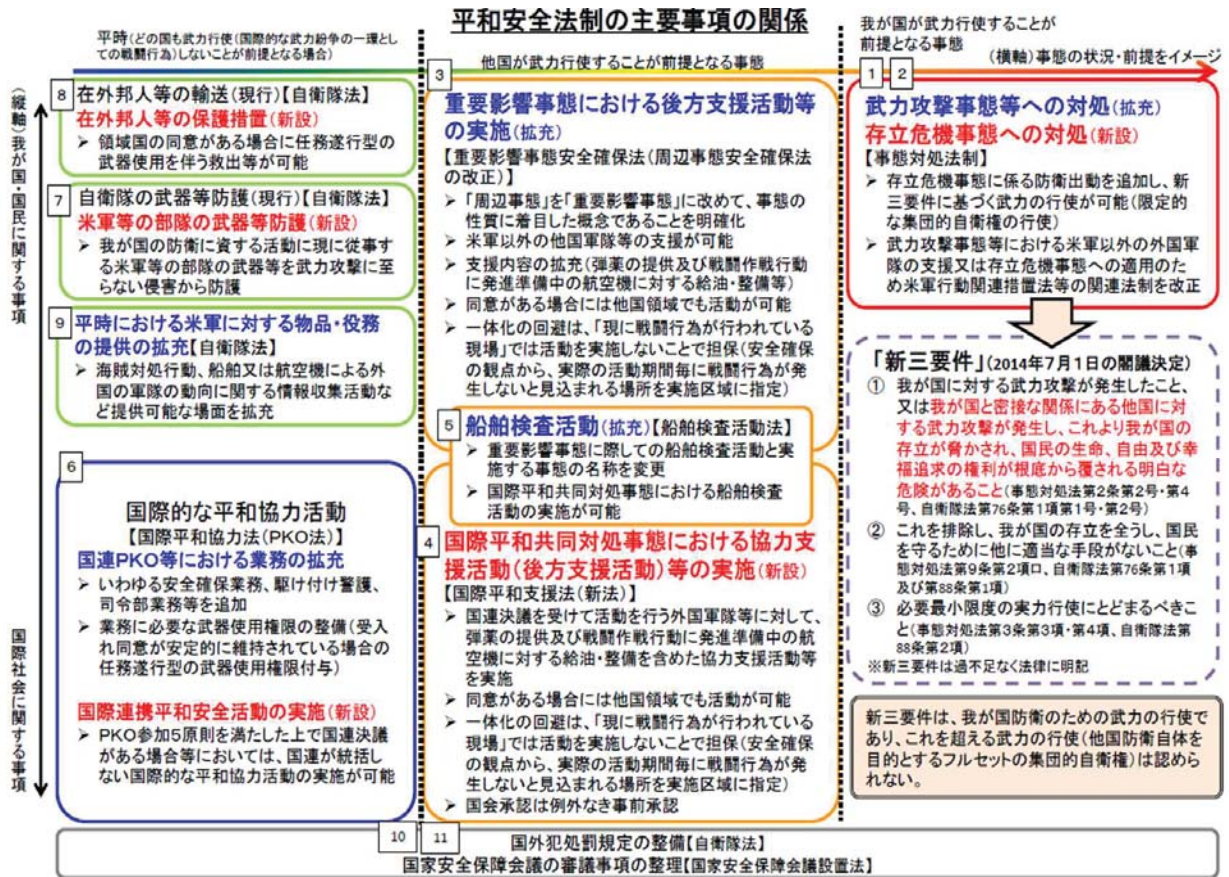 平和安全法制の主要事項の関係
平時(どの国も武力行使(国際的な武力紛争の一環とし
ての戦闘行為)しないことが前提となる場合)
他国が武力行使することが前提となる事態
我が国が武力行使することが
前提となる事態
(横軸)事態の状況・前提をイメージ
(縦軸)我が国・国民に関する事項
国際社会に関する事項
8
在外邦人等の輸送(現行)【自衛隊法】
在外邦人等の保護措置(新設)
➢ 領域国の同意がある場合に任務遂行型の
武器使用を伴う救出等が可能
7
自衛隊の武器等防護(現行)【自衛隊法】
米軍等の部隊の武器等防護(新設)
➢ 我が国の防衛に資する活動に現に従事す
る米軍等の部隊の武器等を武力攻撃に至
らない侵害から防護
9
平時における米軍に対する物品・役務
の提供の拡充【自衛隊法】
➢ 海賊対処行動、船舶又は航空機による外
国の軍隊の動向に関する情報収集活動な
ど提供可能な場面を拡充
6
国際的な平和協力活動
【国際平和協力法(PKO法)】
国連PKO等における業務の拡充
➢ いわゆる安全確保業務、駆け付け警護、
司令部業務等を追加
➢ 業務に必要な武器使用権限の整備(受入
れ同意が安定的に維持されている場合の
任務遂行型の武器使用権限付与)
国際連携平和安全活動の実施(新設)
➢ PKO参加5原則を満たした上で国連決議
がある場合等においては、国連が統括
しない国際的な平和協力活動の実施が可能
3
重要影響事態における後方支援活動等
の実施(拡充)
【重要影響事態安全確保法(周辺事態安全確保法
の改正)】
➢ 「周辺事態」を「重要影響事態」に改めて、事態の
性質に着目した概念であることを明確化
➢ 米軍以外の他国軍隊等の支援が可能
➢ 支援内容の拡充(弾薬の提供及び戦闘作戦行動
に発進準備中の航空機に対する給油・整備等)
➢ 同意がある場合には他国領域でも活動が可能
➢ 一体化の回避は、「現に戦闘行為が行われている
現場」では活動を実施しないことで担保(安全確保
の観点から、実際の活動期間毎に戦闘行為が発
生しないと見込まれる場所を実施区域に指定)
5
船舶検査活動(拡充)【船舶検査活動法】
➢ 重要影響事態に際しての船舶検査活動と実
施する事態の名称を変更
➢ 国際平和共同対処事態における船舶検査
活動の実施が可能
4
国際平和共同対処事態における協力支
援活動(後方支援活動)等の実施(新設)
【国際平和支援法(新法)】
➢ 国連決議を受けて活動を行う外国軍隊等に対して、
弾薬の提供及び戦闘作戦行動に発進準備中の航
空機に対する給油・整備を含めた協力支援活動等
を実施
➢ 同意がある場合には他国領域でも活動が可能
➢ 一体化の回避は、「現に戦闘行為が行われている
現場」では活動を実施しないことで担保(安全確保
の観点から、実際の活動期間毎に戦闘行為が発
生しないと見込まれる場所を実施区域に指定)
➢ 国会承認は例外なき事前承認
1 2
武力攻撃事態等への対処(拡充)
存立危機事態への対処(新設)
【事態対処法制】
➢ 存立危機事態に係る防衛出動を追加し、新
三要件に基づく武力の行使が可能(限定的
な集団的自衛権の行使)
➢ 武力攻撃事態等における米軍以外の外国軍
隊の支援又は存立危機事態への適用のた
め米軍行動関連措置法等の関連法制を改正
「新三要件」(2014年7月1日の閣議決定)
① 我が国に対する武力攻撃が発生したこと、
又は我が国と密接な関係にある他国に対
する武力攻撃が発生し、これより我が国の
存立が脅かされ、国民の生命、自由及び幸
福追求の権利が根底から覆される明白な
危険があること(事態対処法第2条第2号・第4
号、自衛隊法第76条第1項第1号・第2号)
② これを排除し、我が国の存立を全うし、国民
を守るために他に適当な手段がないこと(事
態対処法第9条第2項ロ、自衛隊法第76条第1項
及び第88条第1項)
③ 必要最小限度の実力行使にとどまるべきこ
と(事態対処法第3条第3項・第4項、自衛隊法第
88条第2項)
※新三要件は過不足なく法律に明記
新三要件は、我が国防衛のための武力の行使で
あり、これを超える武力の行使(他国防衛自体を
目的とするフルセットの集団的自衛権)は認めら
れない。
10 11
国外犯処罰規定の整備【自衛隊法】
国家安全保障会議の審議事項の整理【国家安全保障会議設置法】